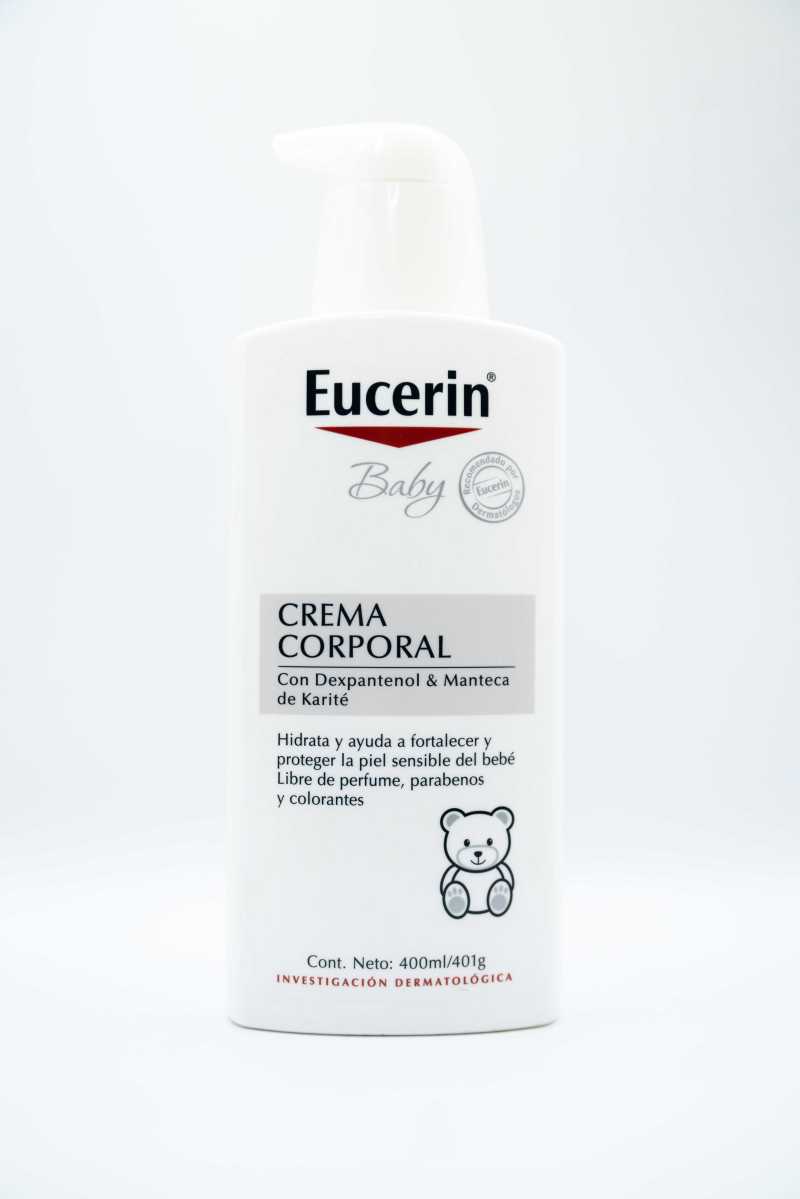 Eucerin®
Baby
Recomendado por
Eucerin
Dermatólogos
CREMA
CORPORAL
Con Dexpantenol & Manteca
de Karité
Hidrata y ayuda a fortalecer y
proteger la piel sensible del bebé
Libre de perfume, parabenos
y colorantes
Cont. Neto: 400ml/401g
INVESTIGACIÓN DERMATOLÓGICA